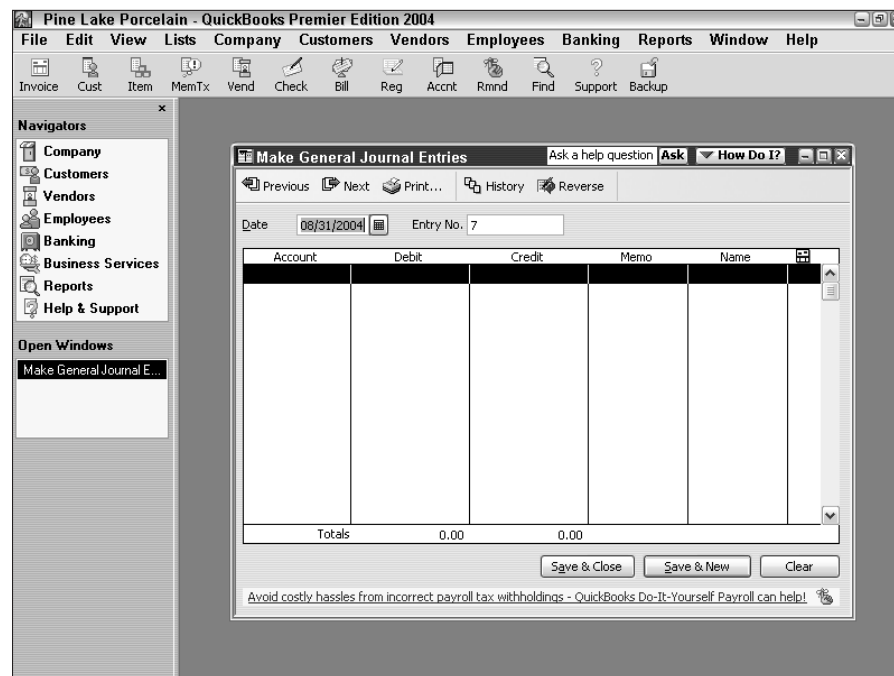 Pine Lake Porcelain - QuickBooks Premier Edition 2004
File Edit View Lists Company Customers Vendors Employees Banking Reports Window Help
Invoice Cust Item MemTx Vend Check Bill Reg Accnt Rmnd Find Support Backup
Navigators
Company
Customers
Vendors
Employees
Banking
Business Services
Reports
Help & Support
Open Windows
Make General Journal E...
Make General Journal Entries Ask a help question Ask How Do I?
Previous Next Print... History Reverse
Date 08/31/2004 Entry No. 7
Account Debit Credit Memo Name
Totals 0.00 0.00
Save & Close Save & New Clear
Avoid costly hassles from incorrect payroll tax withholdings - QuickBooks Do-It-Yourself Payroll can help!